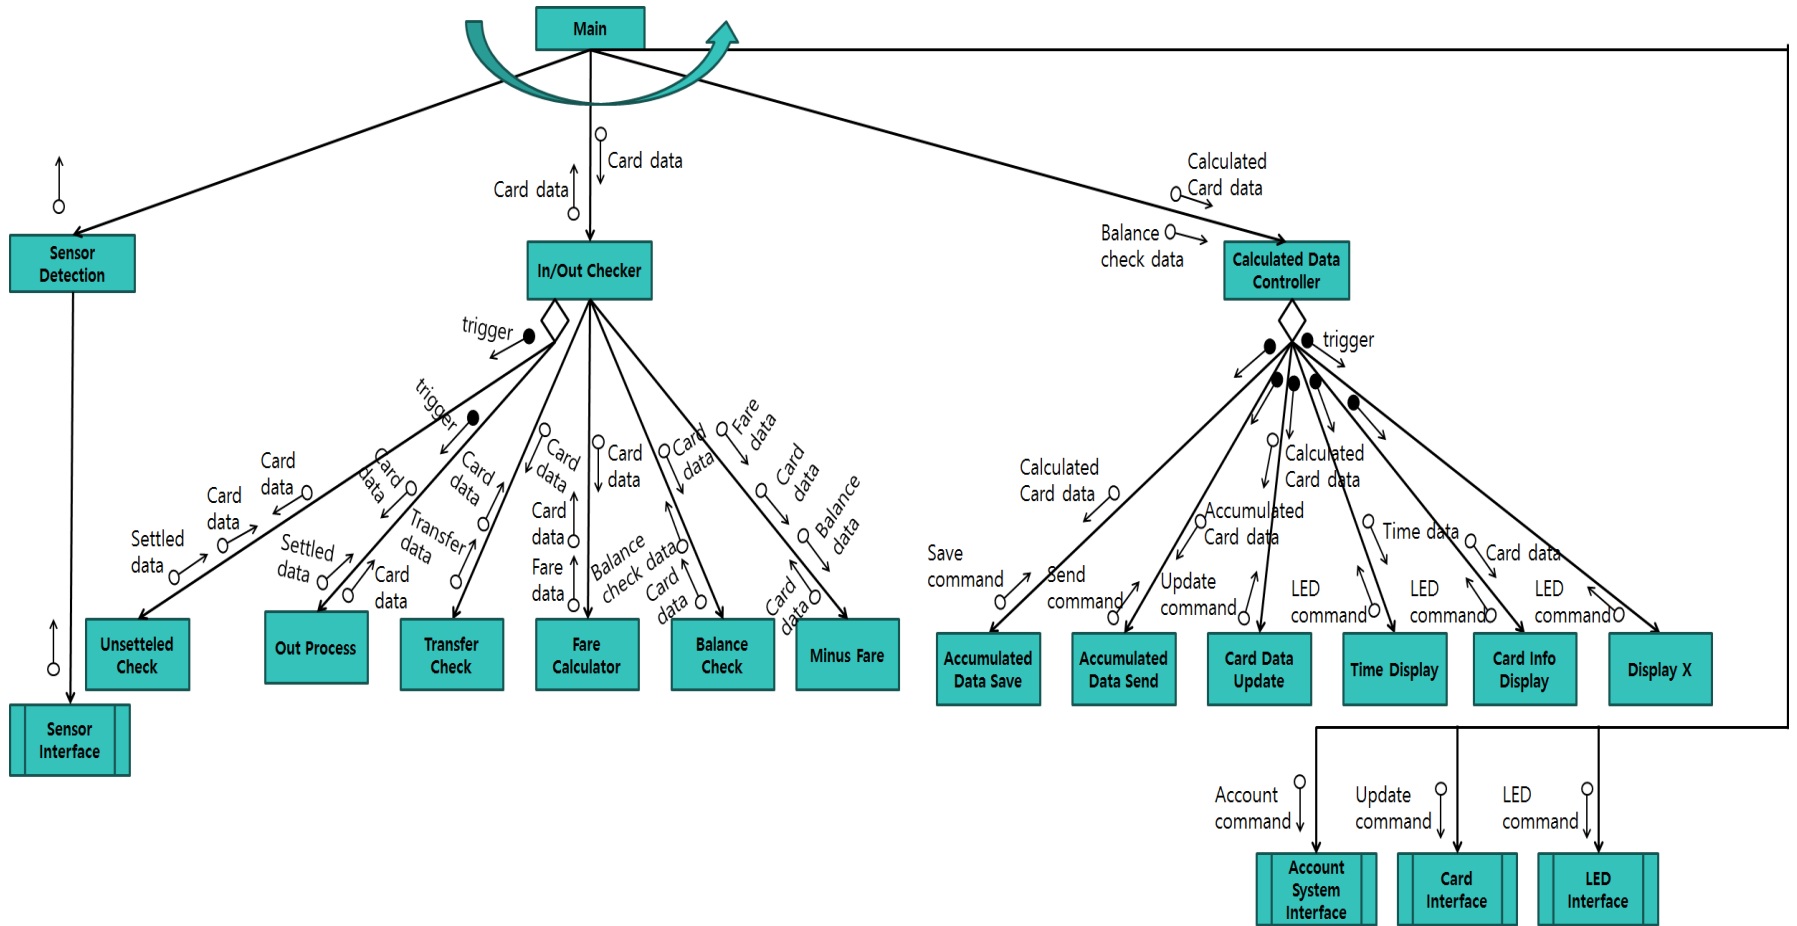 Main
Card data
Card data
Calculated
Card data
Balance
check data
Sensor
Detection
In/Out Checker
Calculated Data
Controller
trigger
trigger
trigger
Card
data
Card
data
Settled
data
Card
data
Settled
data
Card
data
Card
data
Transfer
data
Card
data
Card
data
Card
data
Fare
data
Card
data
Balance
check data
Card
data
Fare
data
Card
data
Balance
data
Card
data
Calculated
Card data
Save
command
Send
command
Accumulated
Card data
Update
command
Calculated
Card data
LED
command
Time data
LED
command
Card data
LED
command
Unsetteled
Check
Out Process
Transfer
Check
Fare
Calculator
Balance
Check
Minus Fare
Accumulated
Data Save
Accumulated
Data Send
Card Data
Update
Time Display
Card Info
Display
Display X
Sensor
Interface
Account
command
Update
command
LED
command
Account
System
Interface
Card
Interface
LED
Interface